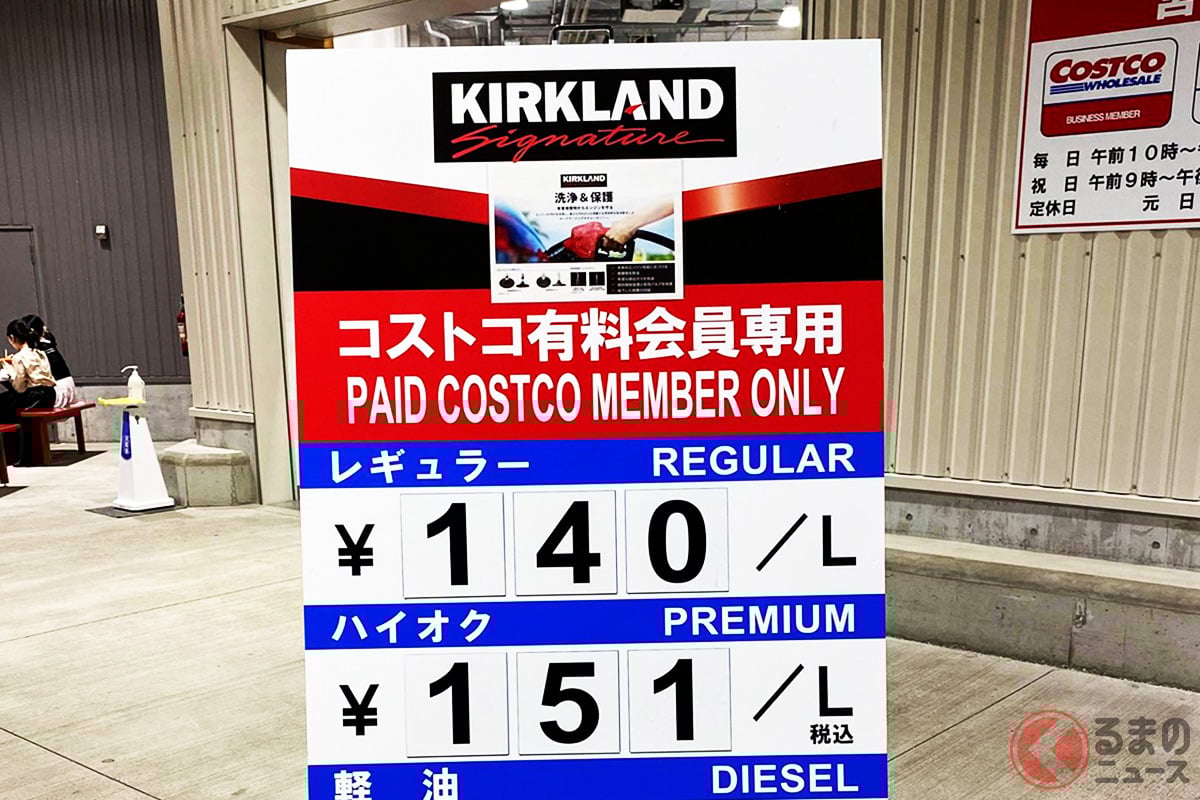 KIRKLAND
Signature
KIRKLAND
洗浄&保護
コストコ有料会員専用
PAID COSTCO MEMBER ONLY
レギュラー REGULAR
¥140/L
ハイオク PREMIUM
¥151/L
税込
軽油 DIESEL
COSTCO
WHOLESALE
BUSINESS MEMBER
毎 日 午前10時〜
祝 日 午前9時〜午後
定休日 元 日
くるまの
ニュース